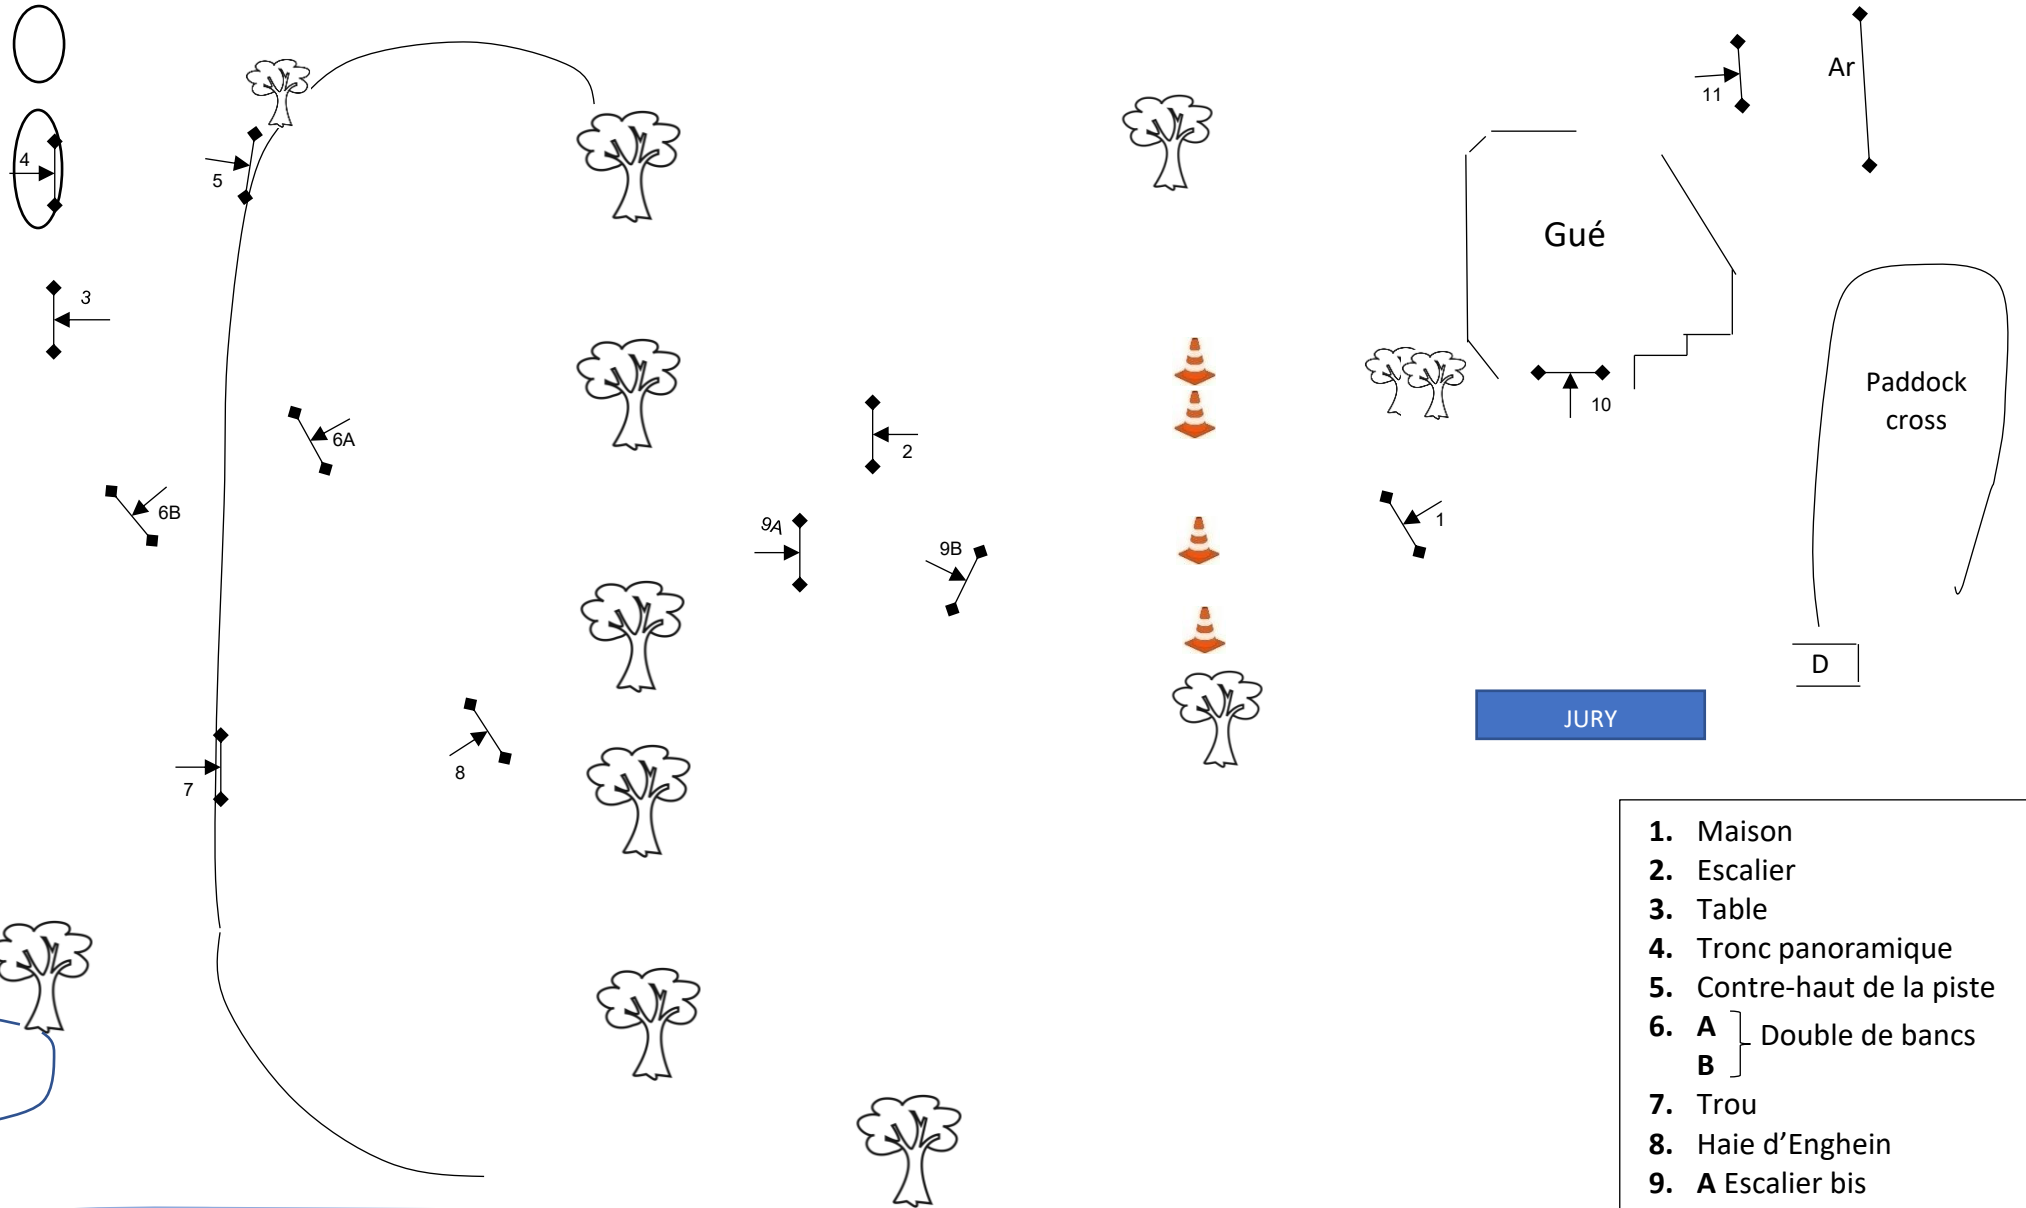 11
Ar
4
5
Gué
3
Paddock
cross
10
6A
2
6B
9A
9B
1
D
JURY
8
7
1. Maison
2. Escalier
3. Table
4. Tronc panoramique
5. Contre-haut de la piste
6. A
Double de bancs
B
7. Trou
8. Haie d’Enghein
9. A Escalier bis